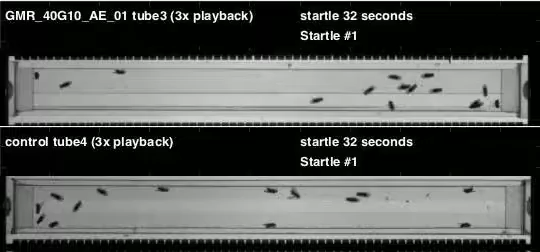 GMR_40G10_AE_01 tube3 (3x playback)
startle 32 seconds
Startle #1
control tube4 (3x playback)
startle 32 seconds
Startle #1